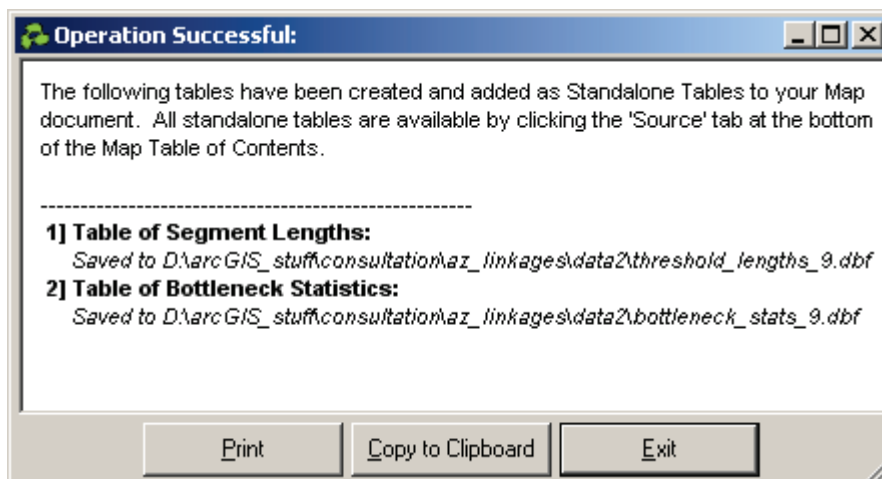 Operation Successful:
The following tables have been created and added as Standalone Tables to your Map
document. All standalone tables are available by clicking the 'Source' tab at the bottom
of the Map Table of Contents.
------------------------------------------------------
1] Table of Segment Lengths:
Saved to D:\arcGIS_stuff\consultation\az_linkages\data2\threshold_lengths_9.dbf
2] Table of Bottleneck Statistics:
Saved to D:\arcGIS_stuff\consultation\az_linkages\data2\bottleneck_stats_9.dbf
Print Copy to Clipboard Exit